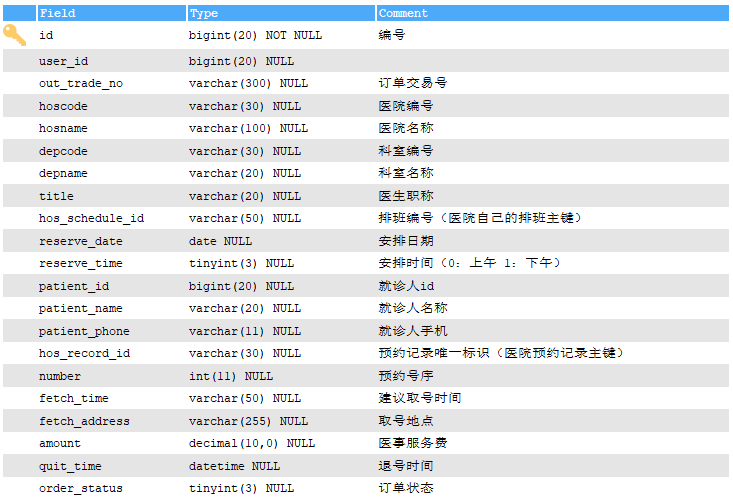 Field Type Comment
id bigint(20) NOT NULL 编号
user_id bigint(20) NULL
out_trade_no varchar(300) NULL 订单交易号
hoscode varchar(30) NULL 医院编号
hosname varchar(100) NULL 医院名称
depcode varchar(30) NULL 科室编号
depname varchar(20) NULL 科室名称
title varchar(20) NULL 医生职称
hos_schedule_id varchar(50) NULL 排班编号（医院自己的排班主键）
reserve_date date NULL 安排日期
reserve_time tinyint(3) NULL 安排时间（0：上午 1：下午）
patient_id bigint(20) NULL 就诊人id
patient_name varchar(20) NULL 就诊人名称
patient_phone varchar(11) NULL 就诊人手机
hos_record_id varchar(30) NULL 预约记录唯一标识（医院预约记录主键）
number int(11) NULL 预约号序
fetch_time varchar(50) NULL 建议取号时间
fetch_address varchar(255) NULL 取号地点
amount decimal(10,0) NULL 医事服务费
quit_time datetime NULL 退号时间
order_status tinyint(3) NULL 订单状态